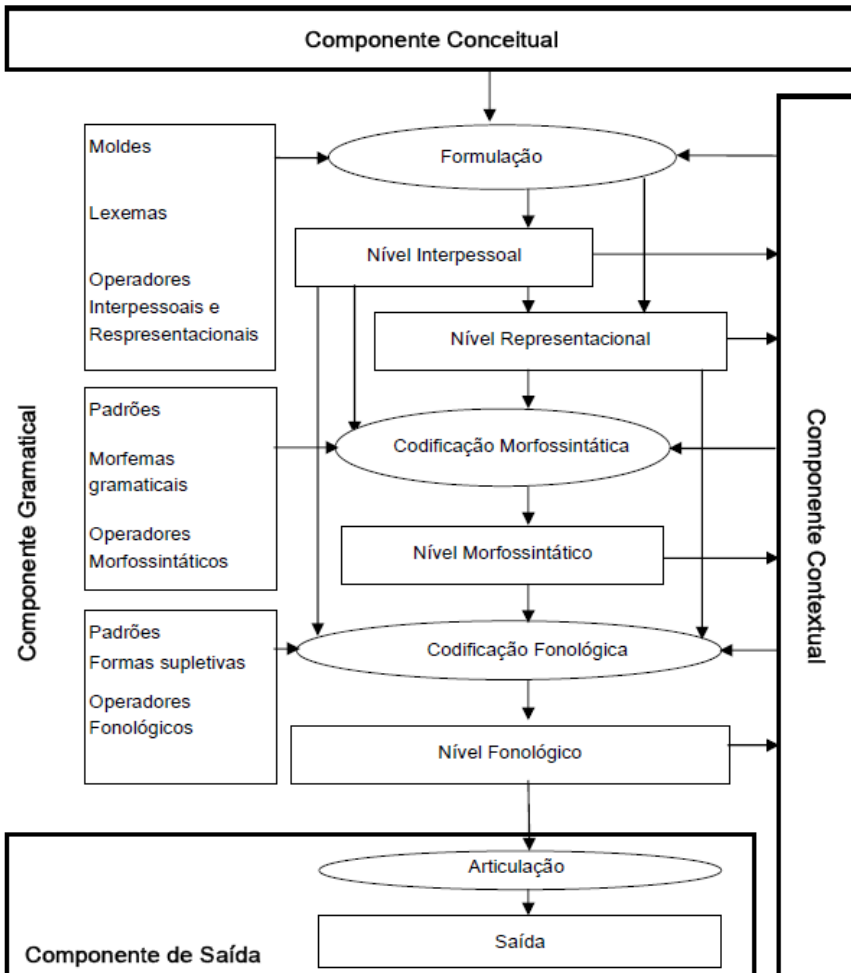 Componente Conceitual
Moldes
Formulação
Lexemas
Nível Interpessoal
Operadores
Interpessoais e
Respresentacionais
Nível Representacional
Padrões
Codificação Morfossintática
Morfemas
gramaticais
Operadores
Morfossintáticos
Nível Morfossintático
Componente Gramatical
Componente Contextual
Padrões
Formas supletivas
Codificação Fonológica
Operadores
Fonológicos
Nível Fonológico
Articulação
Saída
Componente de Saída